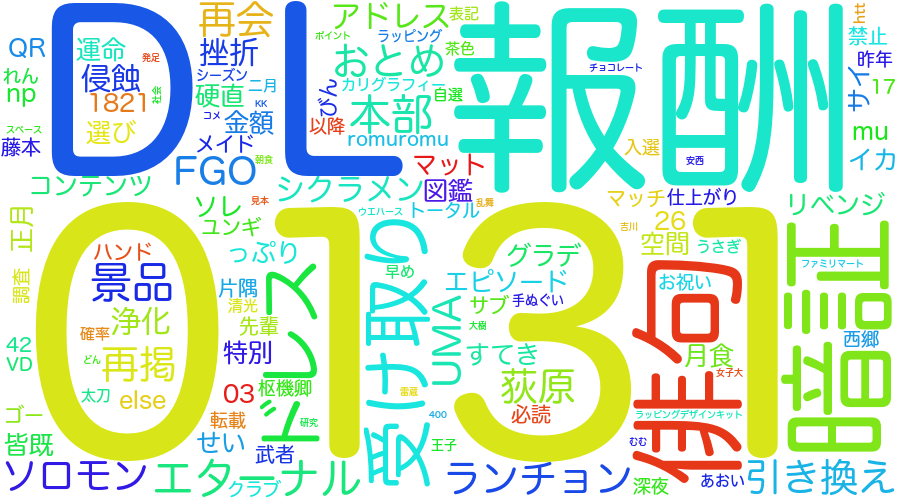 DL
報酬
再会
アドレス
表記
ポイント
ラッピング
茶色
htt
QR
運命
発足
挫折
おとめ
禁止
昨年
れん
np
侵蝕
社会
シーズン
二月
硬直
KK
カリグラフィー
自選
チョコレート
サイ
17
1821
コメ
びん
本部
mu
スペース
藤本
選び
メイド
金額
以降
romuromu
入選
安西
イカ
FGO
朝食
マット
コンテンツ
シクラメン
図鑑
マッチ
仕上がり
リベンジ
0131
正月
ソレ
見本
ユンギ
ウエハース
トータル
乱舞
吉川
26
空間
うさぎ
ハンド
っぷり
受け取り
グラデ
暗証
ファミリマート
調査
景品
片隅
清光
ドレス
早め
エピソード
お祝い
俳句
確率
浄化
先輩
サブ
手ぬぐい
UMA
大樹
42
VD
どん
再掲
特別
すてき
月食
西郷
太刀
else
03
枢機卿
雷蔵
荻原
女子大
ゴー
転載
研究
400
必読
ラッピングデザインキット
皆既
せい
武者
王子
むむ
ソロモン
エターナル
クラブ
ランチョン
深夜
あおい
引き換え